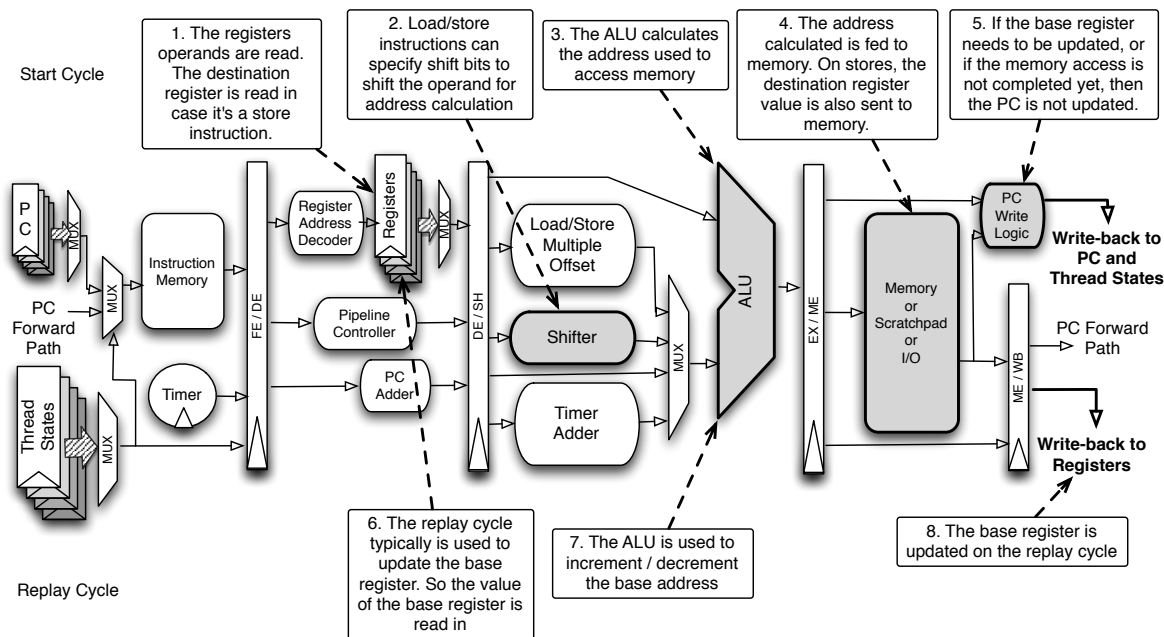 Start Cycle
1. The registers
operands are read.
The destination
register is read in
case it's a store
instruction.
2. Load/store
instructions can
specify shift bits to
shift the operand for
address calculation
3. The ALU calculates
the address used to
access memory
4. The address
calculated is fed to
memory. On stores, the
destination register
value is also sent to
memory.
5. If the base register
needs to be updated, or
if the memory access is
not completed yet, then
the PC is not updated.
P
C
MUX
PC
Forward
Path
MUX
Instruction
Memory
Timer
Thread
States
MUX
FE / DE
Register
Address
Decoder
Registers
MUX
Pipeline
Controller
PC
Adder
DE / SH
Load/Store
Multiple
Offset
Shifter
Timer
Adder
MUX
ALU
EX / ME
Memory
or
Scratchpad
or
I/O
PC
Write
Logic
Write-back to
PC and
Thread States
ME / WB
PC Forward
Path
Write-back to
Registers
Replay Cycle
6. The replay cycle
typically is used to
update the base
register. So the value
of the base register is
read in
7. The ALU is used to
increment / decrement
the base address
8. The base register is
updated on the replay cycle